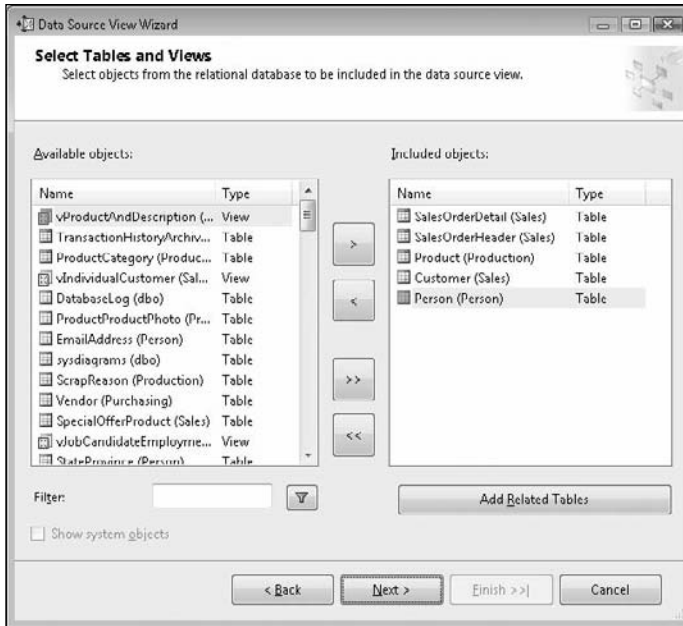 Data Source View Wizard
Select Tables and Views
Select objects from the relational database to be included in the data source view.
Available objects:
Name Type
vProductAndDescription (... View
TransactionHistoryArchiv... Table
ProductCategory (Produc... Table
vIndividualCustomer (Sal... View
DatabaseLog (dbo) Table
ProductProductPhoto (Pr... Table
EmailAddress (Person) Table
sysdiagrams (dbo) Table
ScrapReason (Production) Table
Vendor (Purchasing) Table
SpecialOfferProduct (Sales) Table
vJobCandidateEmployme... View
StateProvince (Person) Table
>
<
>>
<<
Included objects:
Name Type
SalesOrderDetail (Sales) Table
SalesOrderHeader (Sales) Table
Product (Production) Table
Customer (Sales) Table
Person (Person) Table
Filter:
Add Related Tables
Show system objects
< Back Next > Finish >>| Cancel